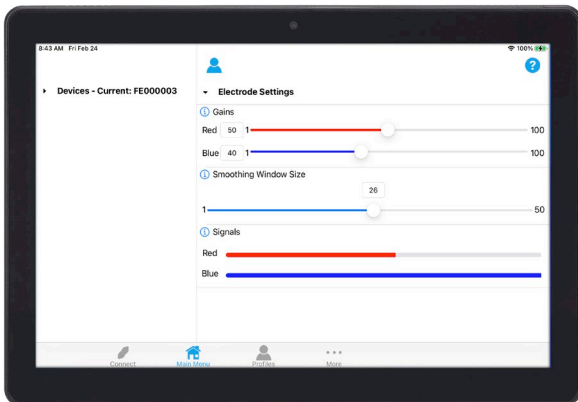 8:43 AM Fri Feb 24
100%
?
Devices - Current: FE000003
Electrode Settings
Gains
Red 50 1 100
Blue 40 1 100
Smoothing Window Size
26
1 50
Signals
Red
Blue
Connect Main Menu Profiles More